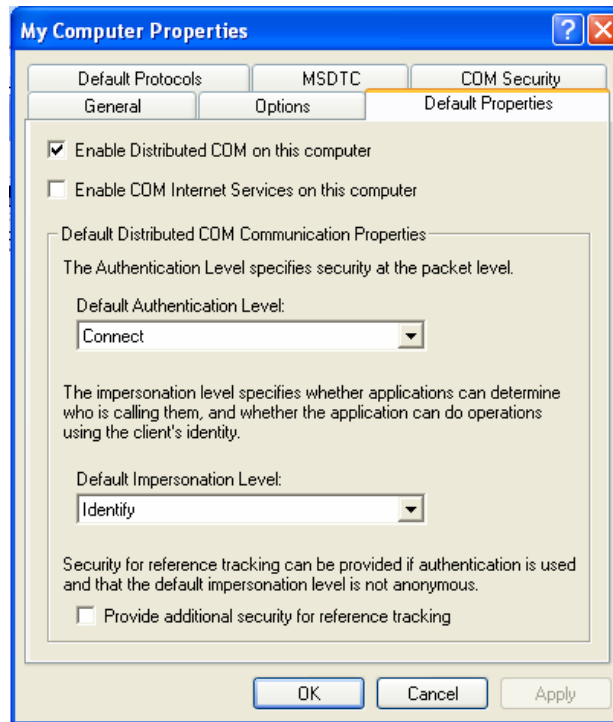 My Computer Properties
Default Protocols MSDTC COM Security
General Options Default Properties
Enable Distributed COM on this computer
Enable COM Internet Services on this computer
Default Distributed COM Communication Properties
The Authentication Level specifies security at the packet level.
Default Authentication Level:
Connect
The impersonation level specifies whether applications can determine
who is calling them, and whether the application can do operations
using the client's identity.
Default Impersonation Level:
Identify
Security for reference tracking can be provided if authentication is used
and that the default impersonation level is not anonymous.
Provide additional security for reference tracking
OK Cancel Apply